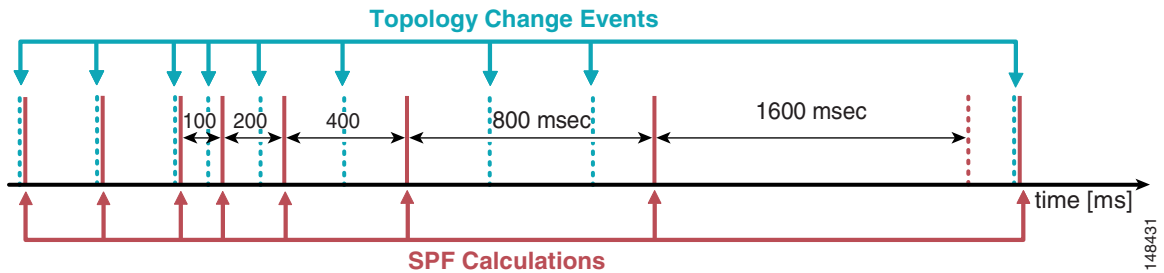 Topology Change Events
100
200
400
800 msec
1600 msec
time [ms]
SPF Calculations
148431